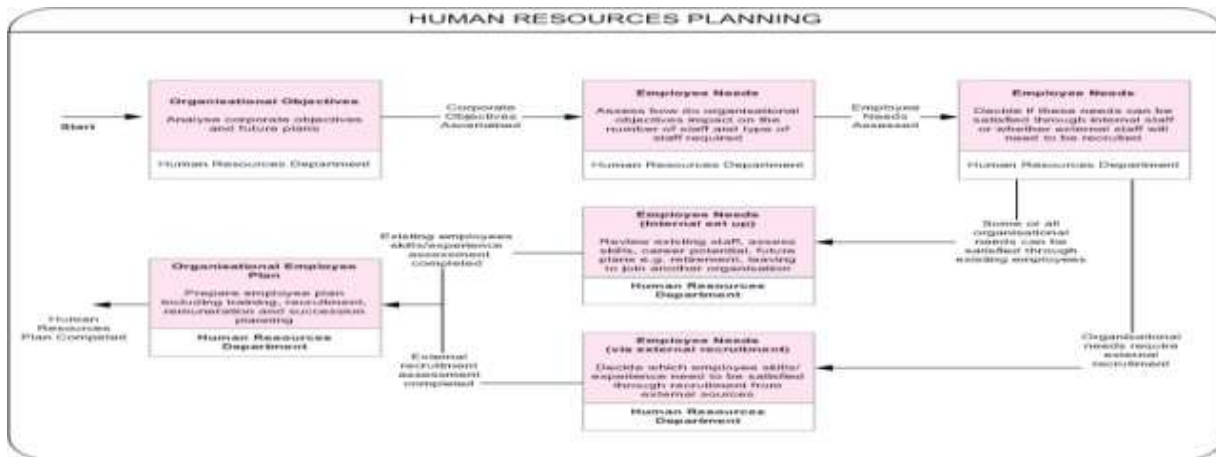 HUMAN RESOURCES PLANNING
Start
Organisational Objectives
Analyse corporate objectives
and future plans
Human Resources Department
Corporate
Objectives
Ascertained
Employee Needs
Assess how do organisational
objectives impact on the
number of staff and type of
staff required
Human Resources Department
Employee
Needs
Assessed
Employee Needs
Decide if these needs can be
satisfied through internal staff
or whether external staff will
need to be recruited
Human Resources Department
Some or all
organisational
needs can be
satisfied through
existing employees
Employee Needs
(Internal set up)
Review existing staff, assess
skills, career potential, future
plans e.g. retirement, leaving
to join another organisation
Human Resources
Department
Existing employees
skills/experience
assessment
completed
Organisational Employee
Plan
Prepare employee plan
including training, recruitment,
remuneration and succession
planning
Human Resources
Department
Human
Resources
Plan Competed
Organisational
needs require
external
recruitment
Employee Needs
(via external recruitment)
Decide which employee skills/
experience need to be satisfied
through recruitment from
external sources
Human Resources
Department
External
recruitment
assessment
completed